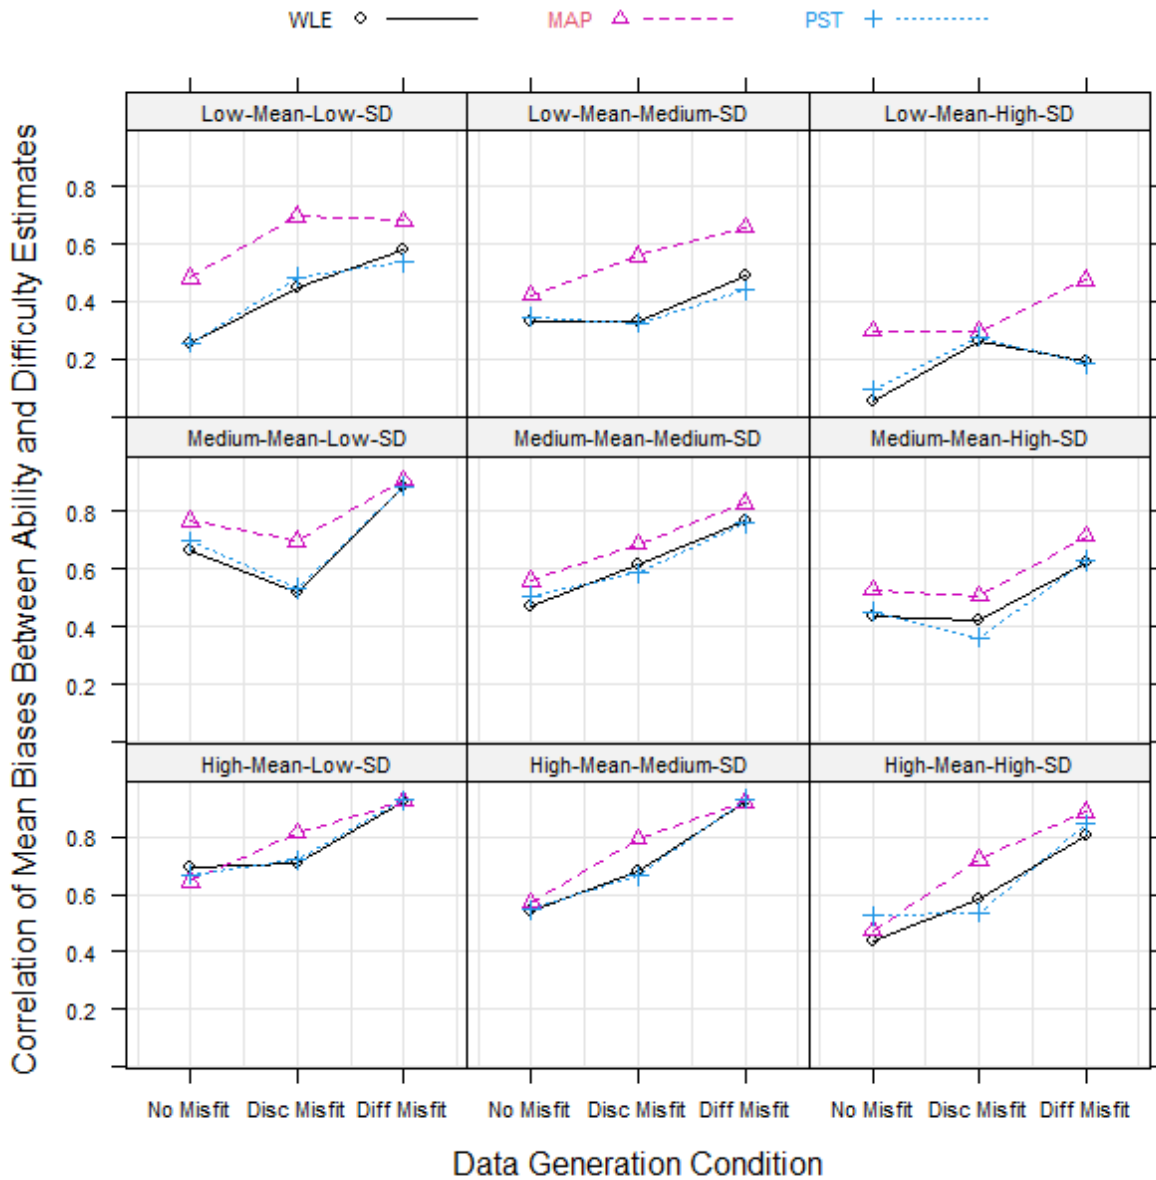 WLE MAP PST
Correlation of Mean Biases Between Ability and Difficulty Estimates
Low-Mean-Low-SD Low-Mean-Medium-SD Low-Mean-High-SD
0.8
0.6
0.4
0.2
Medium-Mean-Low-SD Medium-Mean-Medium-SD Medium-Mean-High-SD
0.8
0.6
0.4
0.2
High-Mean-Low-SD High-Mean-Medium-SD High-Mean-High-SD
0.8
0.6
0.4
0.2
No Misfit Disc Misfit Diff Misfit No Misfit Disc Misfit Diff Misfit No Misfit Disc Misfit Diff Misfit
Data Generation Condition